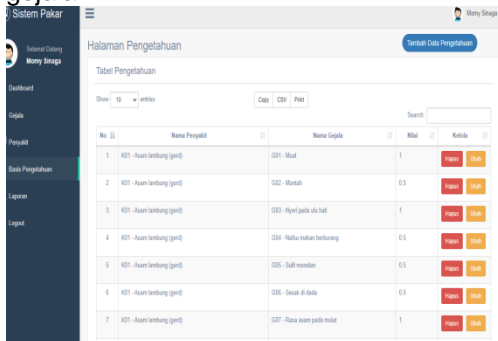 gejala
Sistem Pakar
Momy Sinaga
Selamat Datang
Momy Sinaga
Dashboard
Gejala
Penyakit
Basis Pengetahuan
Laporan
Logout
Halaman Pengetahuan
Tambah Data Pengetahuan
Tabel Pengetahuan
Show 10 entries
Copy CSV Print
Search:
No Nama Penyakit Nama Gejala Nilai Kelola
1 K01 - Asam lambung (gerd) G01 - Mual 1 Hapus Ubah
2 K01 - Asam lambung (gerd) G02 - Muntah 0.5 Hapus Ubah
3 K01 - Asam lambung (gerd) G03 - Nyeri pada ulu hati 1 Hapus Ubah
4 K01 - Asam lambung (gerd) G04 - Nafsu makan berkurang 0.5 Hapus Ubah
5 K01 - Asam lambung (gerd) G05 - Sulit menelan 0.5 Hapus Ubah
6 K01 - Asam lambung (gerd) G06 - Sesak di dada 0.5 Hapus Ubah
7 K01 - Asam lambung (gerd) G07 - Rasa asam pada mulut 1 Hapus Ubah